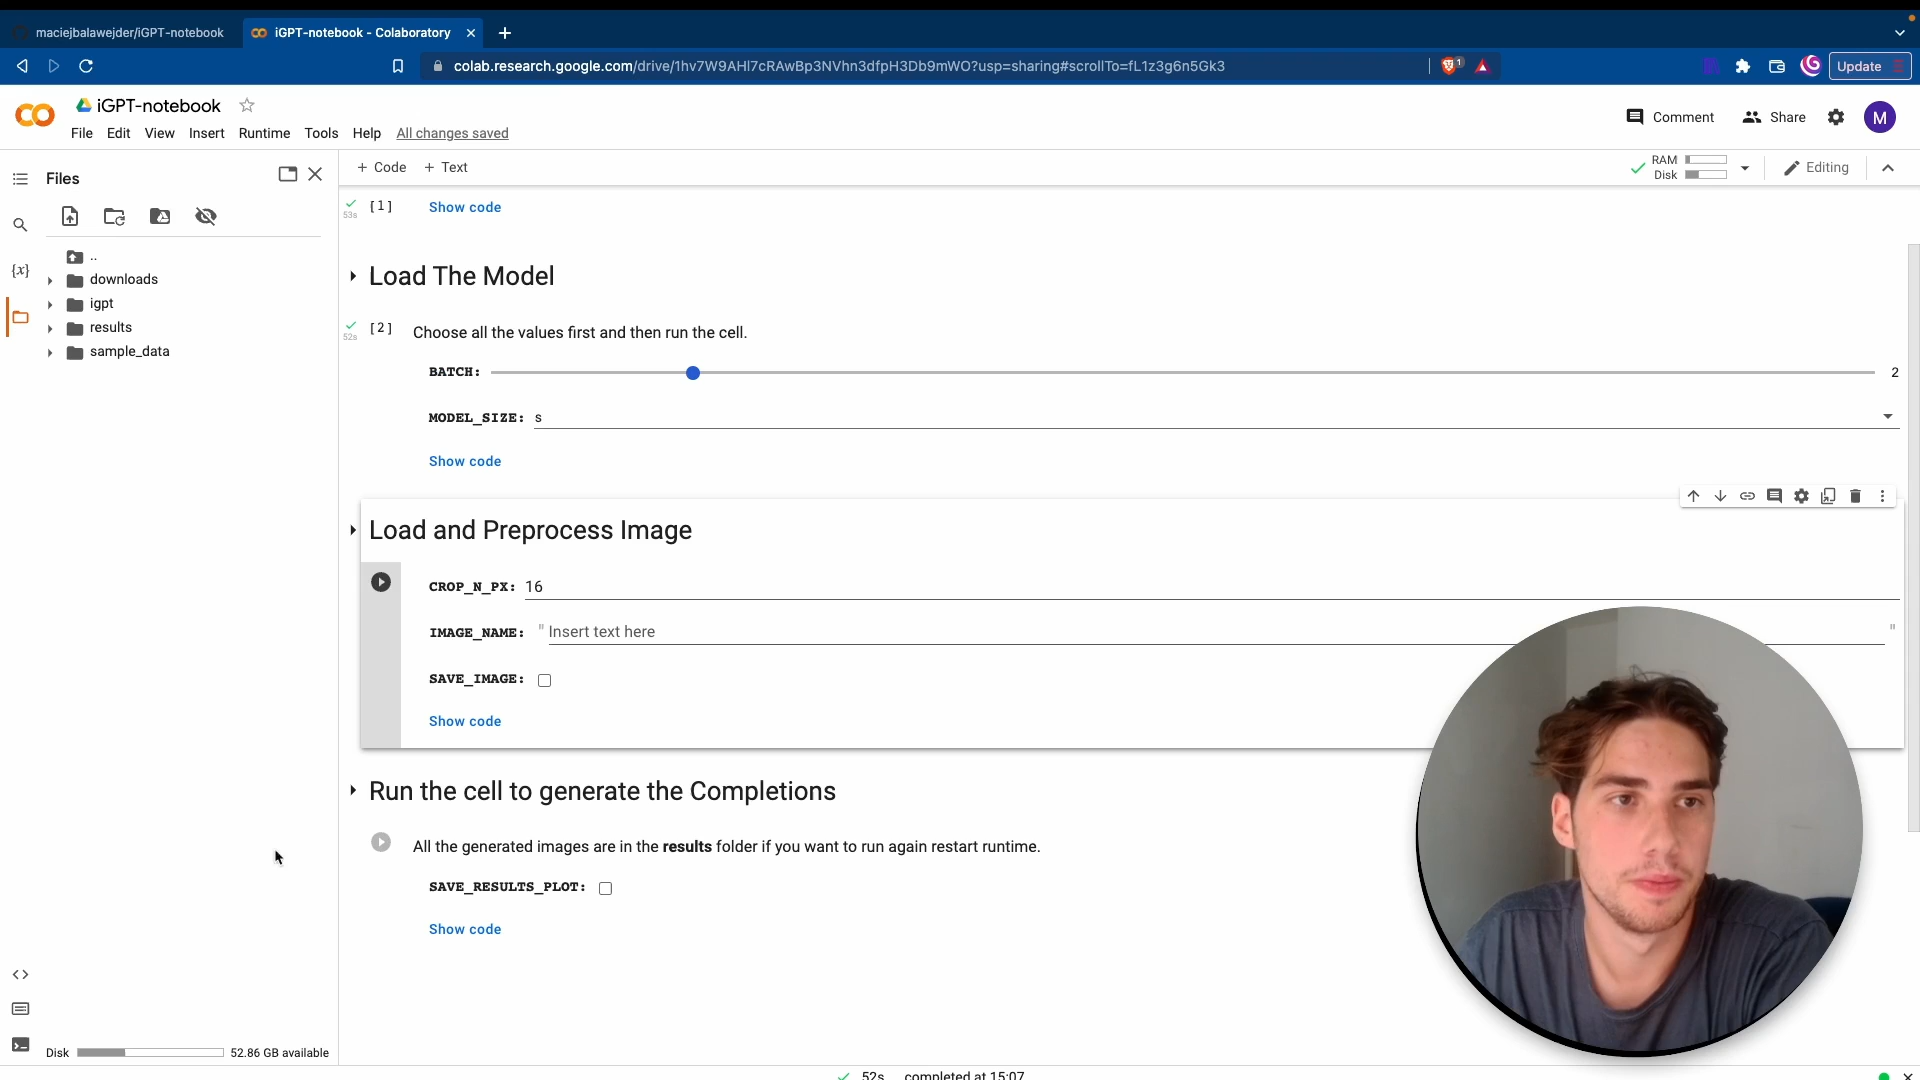 maciejbalawejder/iGPT-notebook
iGPT-notebook - Colaboratory
colab.research.google.com/drive/1hv7W9AHl7cRAwBp3NVhn3dfpH3Db9mWO?usp=sharing#scrollTo=fL1z3g6n5Gk3
1
Update
iGPT-notebook
File Edit View Insert Runtime Tools Help All changes saved
Comment
Share
M
Files
+ Code + Text
RAM
Disk
Editing
..
downloads
igpt
results
sample_data
{x}
53s
[1]
Show code
Load The Model
52s
[2]
Choose all the values first and then run the cell.
BATCH:
2
MODEL_SIZE: s
Show code
Load and Preprocess Image
CROP_N_PX: 16
IMAGE_NAME: " Insert text here "
SAVE_IMAGE:
Show code
Run the cell to generate the Completions
All the generated images are in the results folder if you want to run again restart runtime.
SAVE_RESULTS_PLOT:
Show code
Disk 52.86 GB available
52s completed at 15:07